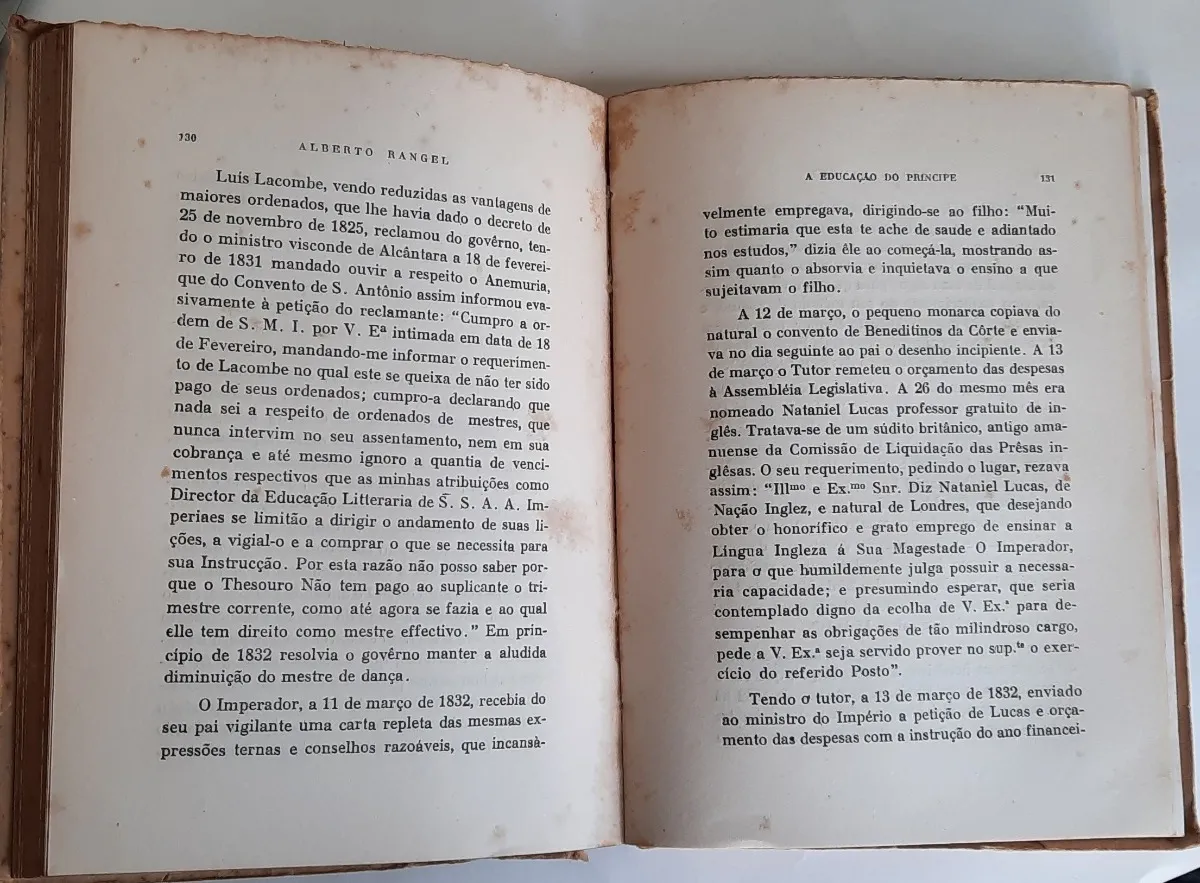 130
ALBERTO RANGEL
Luís Lacombe, vendo reduzidas as vantagens de
maiores ordenados, que lhe havia dado o decreto de
25 de novembro de 1825, reclamou do govêrno, ten-
do o ministro visconde de Alcântara a 18 de feverei-
ro de 1831 mandado ouvir a respeito o Anemuria,
que do Convento de S. Antônio assim informou eva-
sivamente à petição do reclamante: "Cumpro a or-
dem de S. M. I. por V. Eª intimada em data de 18
de Fevereiro, mandando-me informar o requerimen-
to de Lacombe no qual este se queixa de não ter sido
pago de seus ordenados; cumpro-a declarando que
nada sei a respeito de ordenados de mestres, que
nunca intervim no seu assentamento, nem em sua
cobrança e até mesmo ignoro a quantia de venci-
mentos respectivos que as minhas atribuições como
Director da Educação Litteraria de S. S. A. A. Im-
periaes se limitão a dirigir o andamento de suas li-
ções, a vigial-o e a comprar o que se necessita para
sua Instrucção. Por esta razão não posso saber por-
que o Thesouro Não tem pago ao suplicante o tri-
mestre corrente, como até agora se fazia e ao qual
elle tem direito como mestre effectivo." Em prin-
cípio de 1832 resolvia o govêrno manter a aludida
diminuição do mestre de dança.
O Imperador, a 11 de março de 1832, recebia do
seu pai vigilante uma carta repleta das mesmas ex-
pressões ternas e conselhos razoáveis, que incansà-
A EDUCAÇÃO DO PRINCIPE
131
velmente empregava, dirigindo-se ao filho: "Mui-
to estimaria que esta te ache de saude e adiantado
nos estudos," dizia êle ao começá-la, mostrando as-
sim quanto o absorvia e inquietava o ensino a que
sujeitavam o filho.
A 12 de março, o pequeno monarca copiava do
natural o convento de Beneditinos da Côrte e envia-
va no dia seguinte ao pai o desenho incipiente. A 13
de março o Tutor remeteu o orçamento das despesas
à Assembléia Legislativa. A 26 do mesmo mês era
nomeado Nataniel Lucas professor gratuito de in-
glês. Tratava-se de um súdito britânico, antigo ama-
nuense da Comissão de Liquidação das Prêsas in-
glêsas. O seu requerimento, pedindo o lugar, rezava
assim: "Illᵐᵒ e Ex.ᵐᵒ Snr. Diz Nataniel Lucas, de
Nação Inglez, e natural de Londres, que desejando
obter o honorífico e grato emprego de ensinar a
Lingua Ingleza á Sua Magestade O Imperador,
para o que humildemente julga possuir a necessa-
ria capacidade; e presumindo esperar, que seria
contemplado digno da ecolha de V. Ex.ª para de-
sempenhar as obrigações de tão milindroso cargo,
pede a V. Ex.ª seja servido prover no sup.ᵗᵉ o exer-
cício do referido Posto".
Tendo o tutor, a 13 de março de 1832, enviado
ao ministro do Império a petição de Lucas e orça-
mento das despesas com a instrução do ano financei-